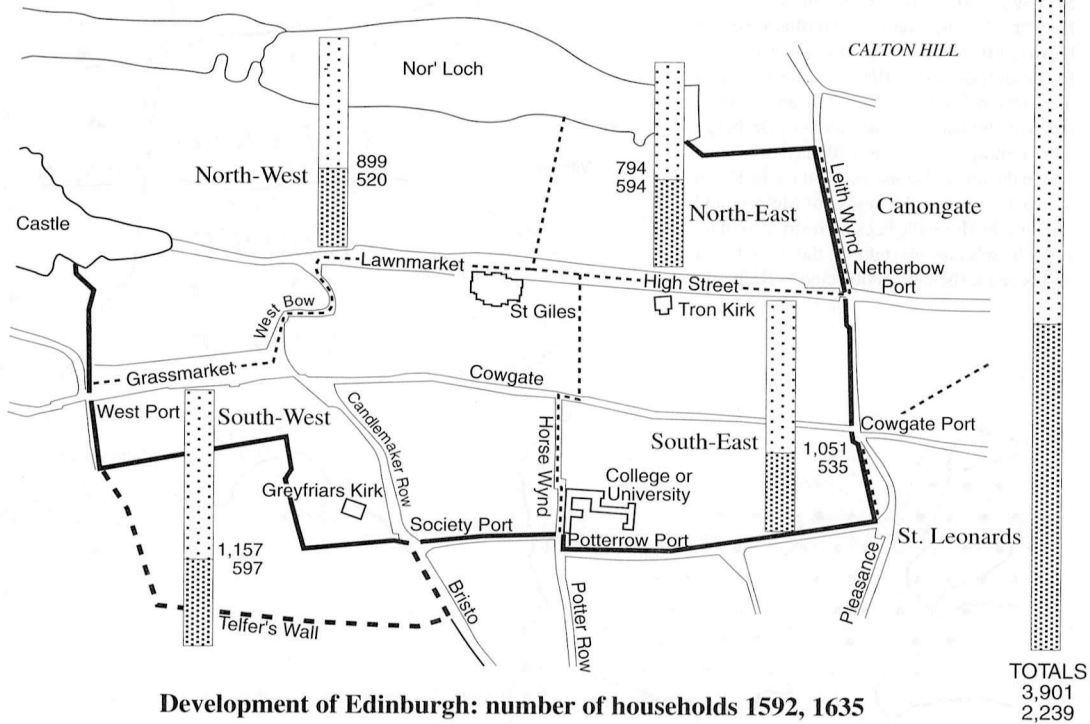 CALTON HILL
Nor' Loch
North-West
899
520
794
594
North-East
Leith Wynd
Canongate
Castle
Lawnmarket
High Street
Netherbow
Port
West Bow
St Giles
Tron Kirk
Grassmarket
Cowgate
West Port
South-West
Candlemaker Row
Horse Wynd
South-East
1,051
535
Cowgate Port
College or
University
Greyfriars Kirk
Society Port
Potterrow Port
St. Leonards
1,157
597
Telfer's Wall
Bristo
Potter Row
Pleasance
TOTALS
3,901
2,239
Development of Edinburgh: number of households 1592, 1635